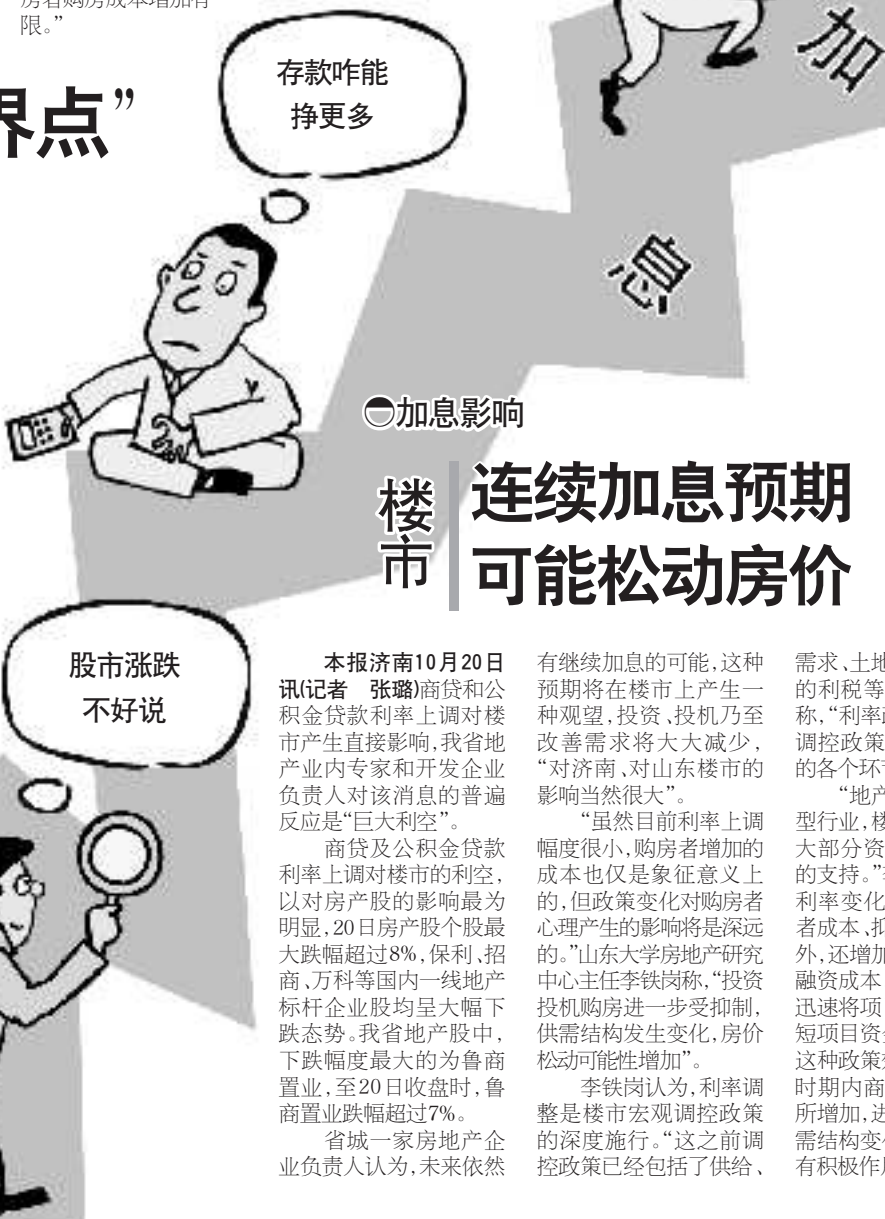 房者购房成本增加有
限。”
界点”
存款咋能
挣更多
加
息
加息影响
楼市
连续加息预期
可能松动房价
股市涨跌
不好说
本报济南10月20日
讯(记者 张璐)商贷和公
积金贷款利率上调对楼
市产生直接影响,我省地
产业内专家和开发企业
负责人对该消息的普遍
反应是“巨大利空”。
商贷及公积金贷款
利率上调对楼市的利空,
以对房产股的影响最为
明显,20日房产股个股最
大跌幅超过8%,保利、招
商、万科等国内一线地产
标杆企业股均呈大幅下
跌态势。我省地产股中,
下跌幅度最大的为鲁商
置业,至20日收盘时,鲁
商置业跌幅超过7%。
省城一家房地产企
业负责人认为,未来依然
有继续加息的可能,这种
预期将在楼市上产生一
种观望,投资、投机乃至
改善需求将大大减少,
“对济南、对山东楼市的
影响当然很大”。
“虽然目前利率上调
幅度很小,购房者增加的
成本也仅是象征意义上
的,但政策变化对购房者
心理产生的影响将是深远
的。”山东大学房地产研究
中心主任李铁岗称,“投资
投机购房进一步受抑制,
供需结构发生变化,房价
松动可能性增加”。
李铁岗认为,利率调
整是楼市宏观调控政策
的深度施行。“这之前调
控政策已经包括了供给、
需求、土地
的利税等
称,“利率政
调控政策
的各个环节
“地产
型行业,楼
大部分资
的支持。”
利率变化
者成本、抑
外,还增加
融资成本
迅速将项
短项目资金
这种政策效
时期内商
所增加,进
需结构变化
有积极作用